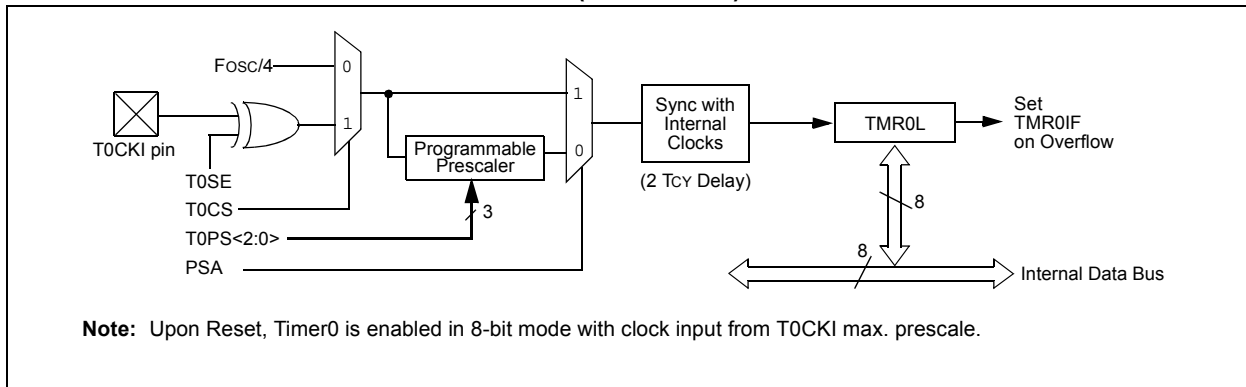 FOSC/4
0
1
T0CKI pin
T0SE
T0CS
T0PS<2:0>
PSA
Programmable
Prescaler
3
1
0
Sync with
Internal
Clocks
(2 TCY Delay)
TMR0L
Set
TMR0IF
on Overflow
8
8
Internal Data Bus
Note: Upon Reset, Timer0 is enabled in 8-bit mode with clock input from T0CKI max. prescale.